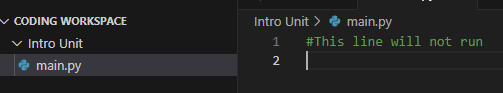 CODING WORKSPACE
Intro Unit
main.py
Intro Unit > main.py
1 #This line will not run
2